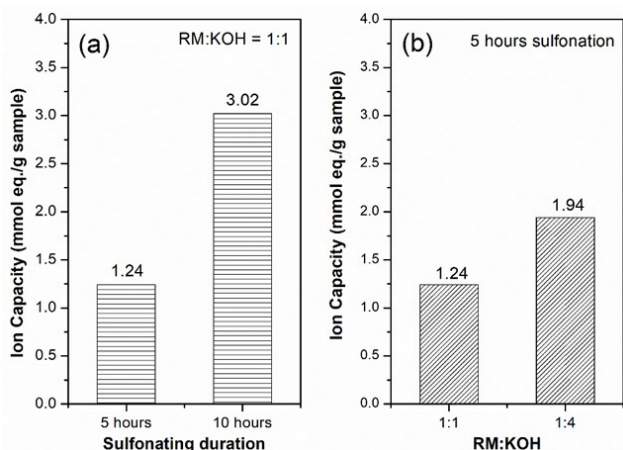 (a)
RM:KOH = 1:1
Ion Capacity (mmol eq./g sample)
4.0
3.5
3.0
2.5
2.0
1.5
1.0
0.5
0.0
1.24
3.02
5 hours
10 hours
Sulfonating duration
(b)
5 hours sulfonation
Ion Capacity (mmol eq./g sample)
4.0
3.5
3.0
2.5
2.0
1.5
1.0
0.5
0.0
1.24
1.94
1:1
1:4
RM:KOH